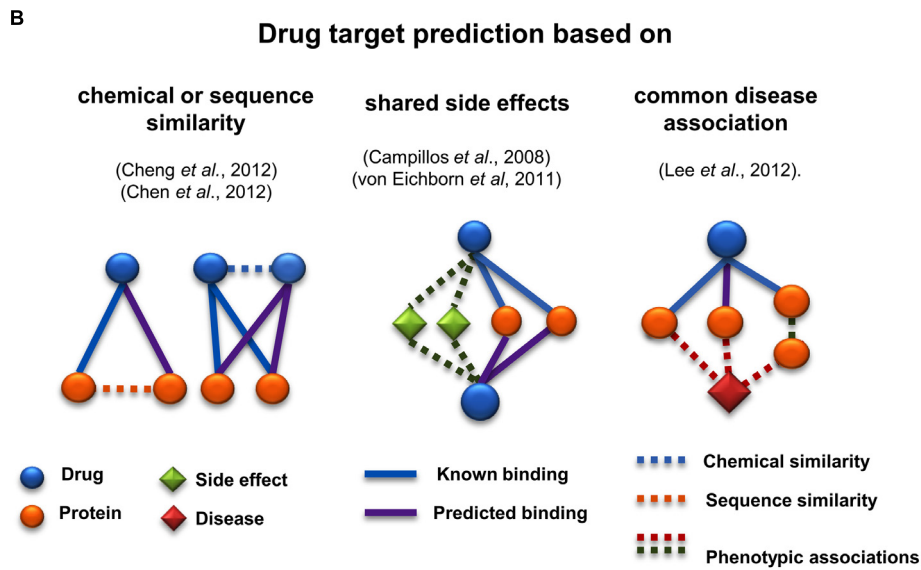 B
Drug target prediction based on
chemical or sequence
similarity
(Cheng et al., 2012)
(Chen et al., 2012)
shared side effects
(Campillos et al., 2008)
(von Eichborn et al, 2011)
common disease
association
(Lee et al., 2012).
Drug
Protein
Side effect
Disease
Known binding
Predicted binding
Chemical similarity
Sequence similarity
Phenotypic associations